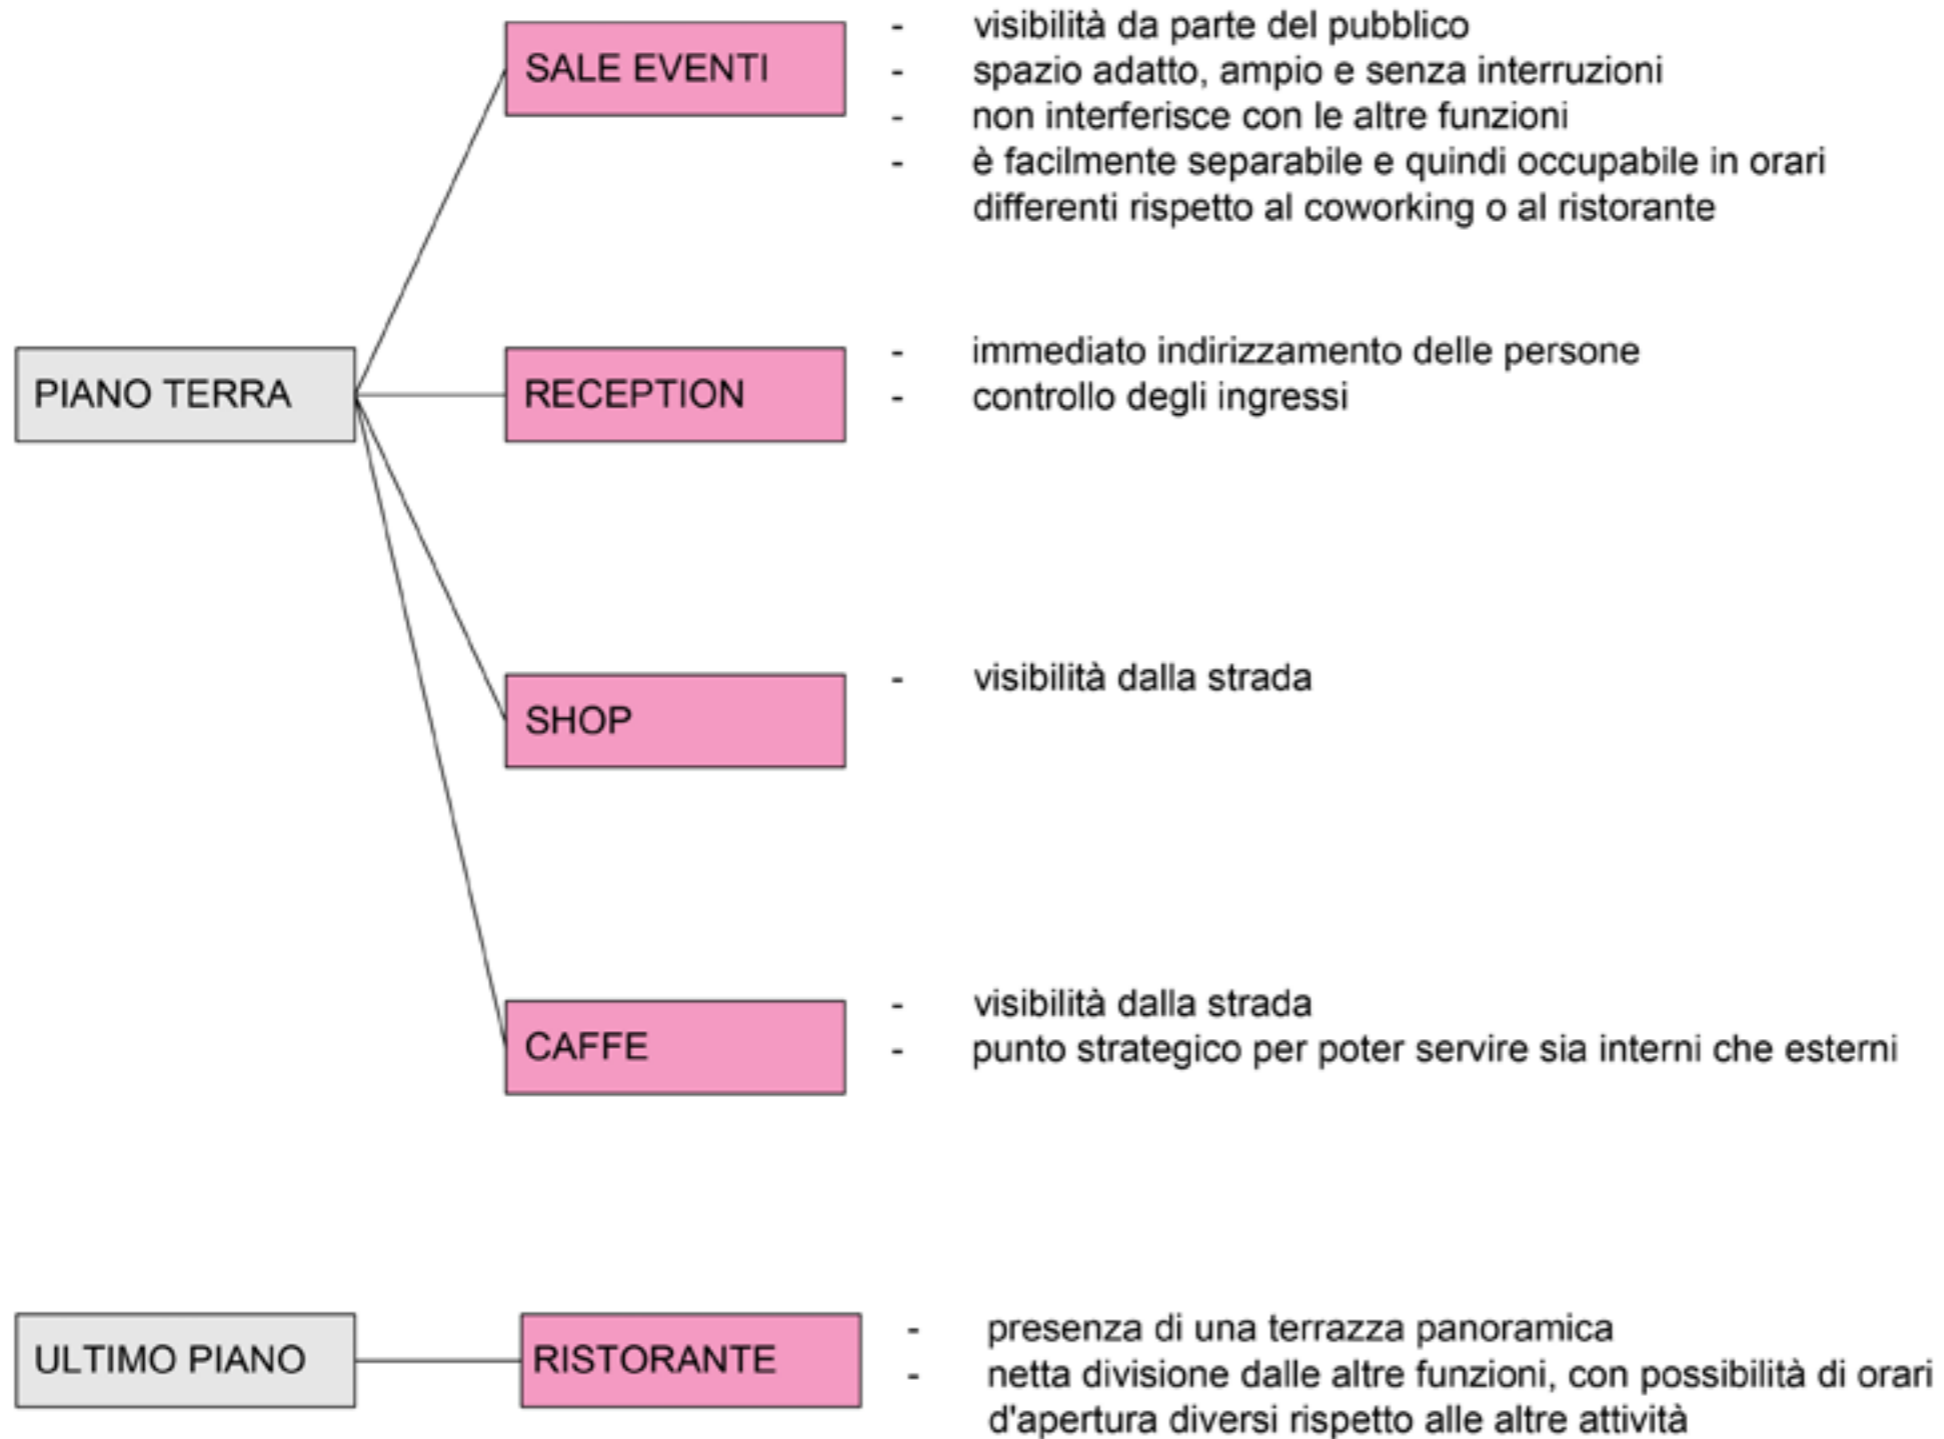 SALE EVENTI
- visibilità da parte del pubblico
- spazio adatto, ampio e senza interruzioni
- non interferisce con le altre funzioni
- è facilmente separabile e quindi occupabile in orari
differenti rispetto al coworking o al ristorante
PIANO TERRA
RECEPTION
- immediato indirizzamento delle persone
- controllo degli ingressi
SHOP
- visibilità dalla strada
CAFFE
- visibilità dalla strada
- punto strategico per poter servire sia interni che esterni
ULTIMO PIANO
RISTORANTE
- presenza di una terrazza panoramica
- netta divisione dalle altre funzioni, con possibilità di orari
d'apertura diversi rispetto alle altre attività